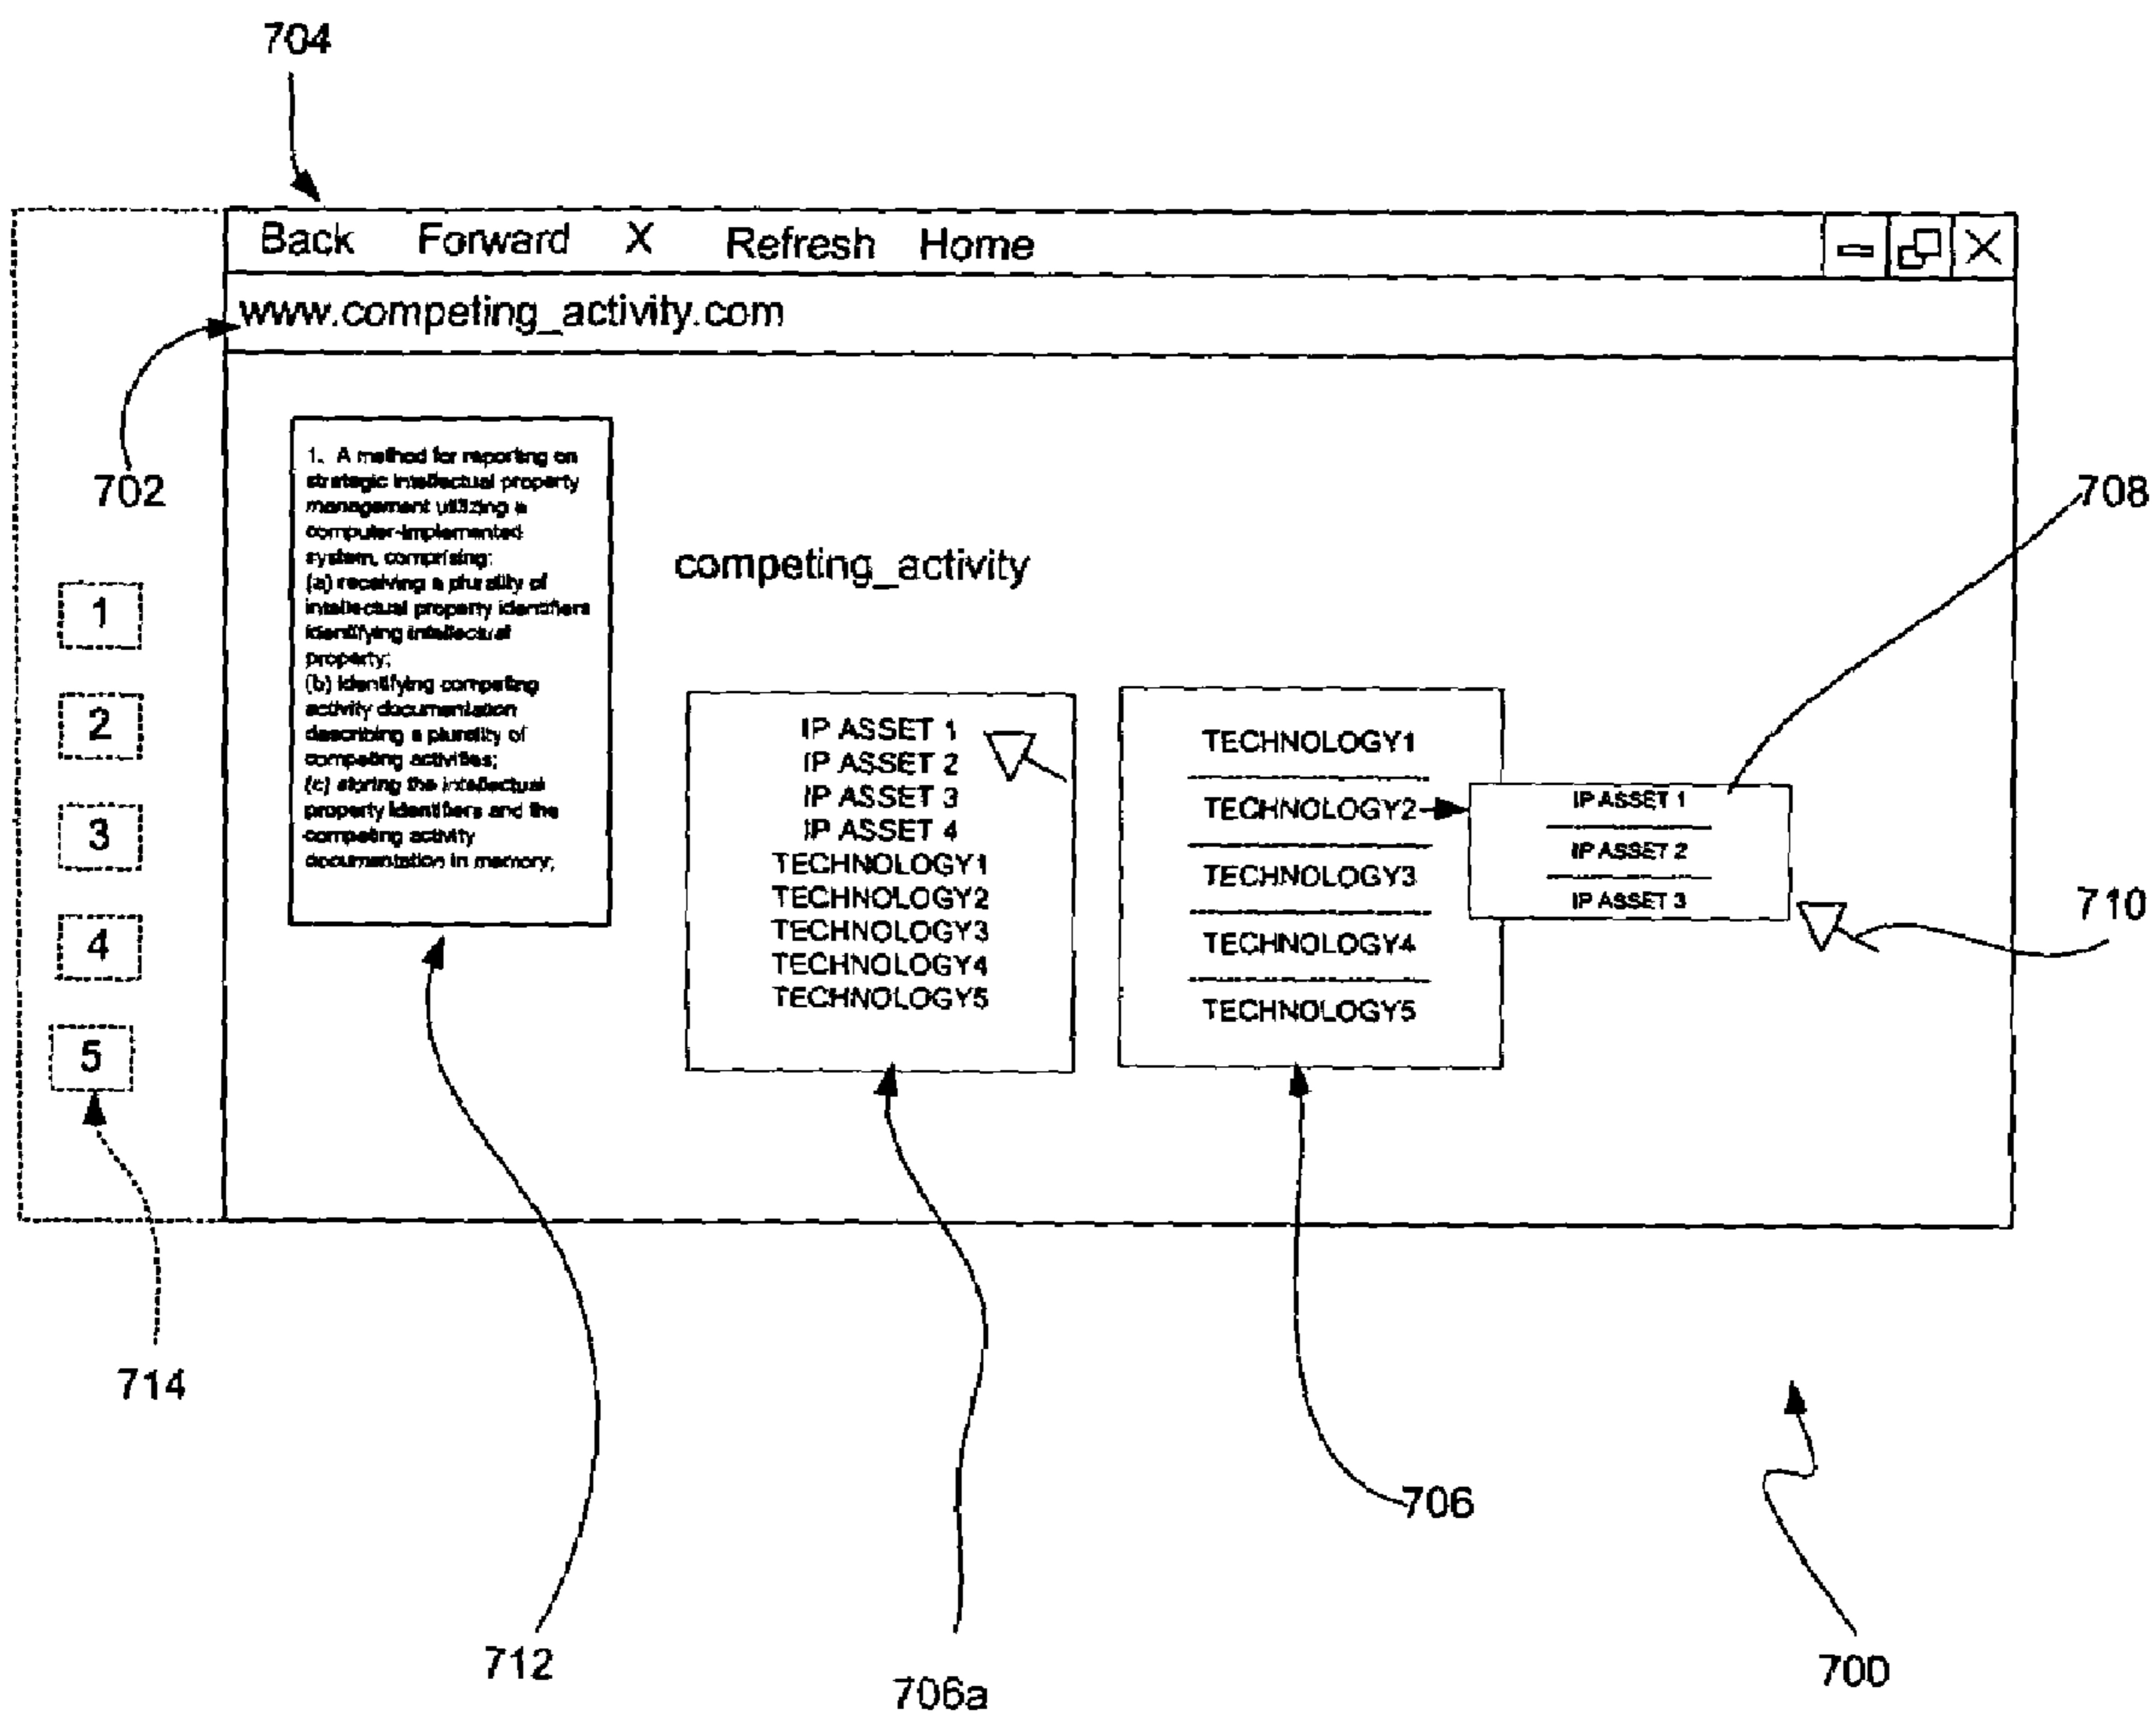 704
Back Forward X Refresh Home
www.competing_activity.com
702
1. A method for reporting on
strategic intellectual property
management utilizing a
computer-implemented
system, comprising:
(a) receiving a plurality of
intellectual property identifiers
identifying intellectual
property;
(b) identifying competing
activity documentation
describing a plurality of
competing activities;
(c) storing the intellectual
property identifiers and the
competing activity
documentation in memory;
competing_activity
708
1
2
3
4
5
IP ASSET 1
IP ASSET 2
IP ASSET 3
IP ASSET 4
TECHNOLOGY1
TECHNOLOGY2
TECHNOLOGY3
TECHNOLOGY4
TECHNOLOGY5
TECHNOLOGY1
TECHNOLOGY2
TECHNOLOGY3
TECHNOLOGY4
TECHNOLOGY5
IP ASSET 1
IP ASSET 2
IP ASSET 3
710
714
706
712
706a
700